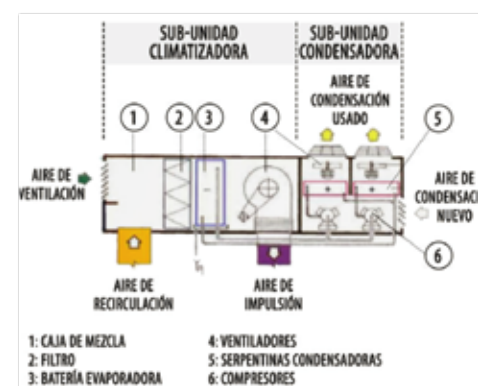 SUB-UNIDAD
CLIMATIZADORA
SUB-UNIDAD
CONDENSADORA
AIRE DE
CONDENSACIÓN
USADO
1
2
3
4
5
AIRE DE
VENTILACIÓN
AIRE DE
CONDENSACI
NUEVO
6
AIRE DE
RECIRCULACIÓN
AIRE DE
IMPULSIÓN
1: CAJA DE MEZCLA
2: FILTRO
3: BATERÍA EVAPORADORA
4: VENTILADORES
5: SERPENTINAS CONDENSADORAS
6: COMPRESORES